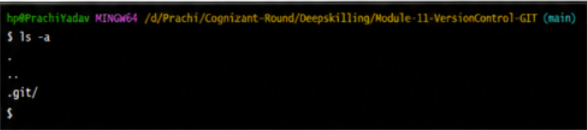 hp@PrachiYadav MINGW64 /d/Prachi/Cognizant-Round/Deepskilling/Module-11-VersionControl-GIT (main)
$ ls -a
.
..
.git/
$